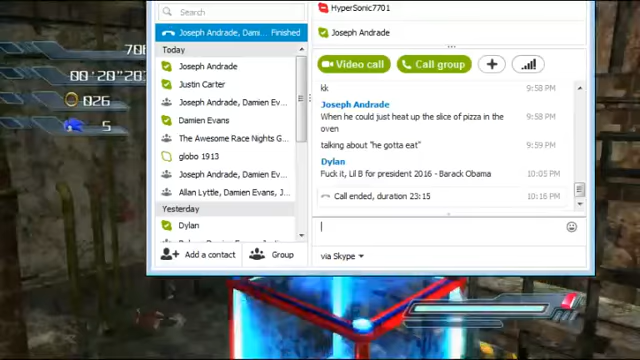 Search
Joseph Andrade, Dami... Finished
Today
Joseph Andrade
Justin Carter
Joseph Andrade, Damien Ev...
Damien Evans
The Awesome Race Nights G...
globo 1913
Joseph Andrade, Damien Ev...
Allan Lyttle, Damien Evans, J...
Yesterday
Dylan
Add a contact
Group
HyperSonic7701
Joseph Andrade
Video call
Call group
kk 9:58 PM
Joseph Andrade
When he could just heat up the slice of pizza in the 9:58 PM
oven
talking about "he gotta eat" 9:59 PM
Dylan
Fuck it, Lil B for president 2016 - Barack Obama 10:05 PM
Call ended, duration 23:15 10:16 PM
via Skype
026
5